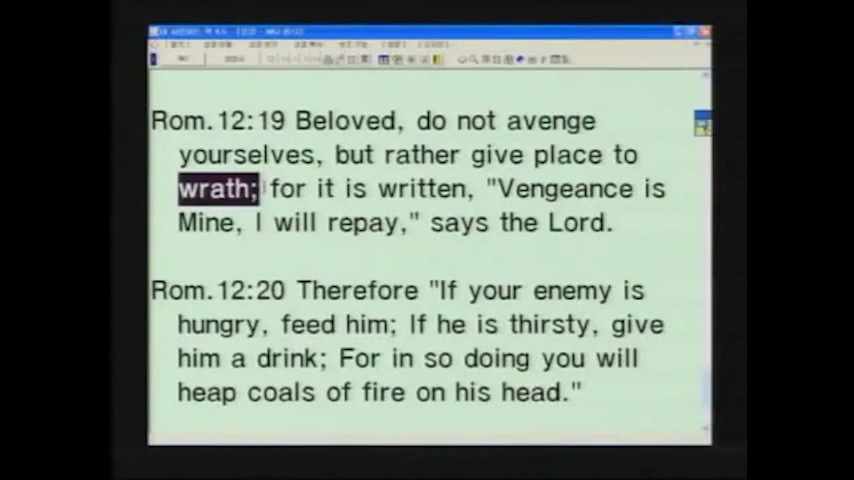 Rom.12:19 Beloved, do not avenge
yourselves, but rather give place to
wrath; for it is written, "Vengeance is
Mine, I will repay," says the Lord.
Rom.12:20 Therefore "If your enemy is
hungry, feed him; If he is thirsty, give
him a drink; For in so doing you will
heap coals of fire on his head."